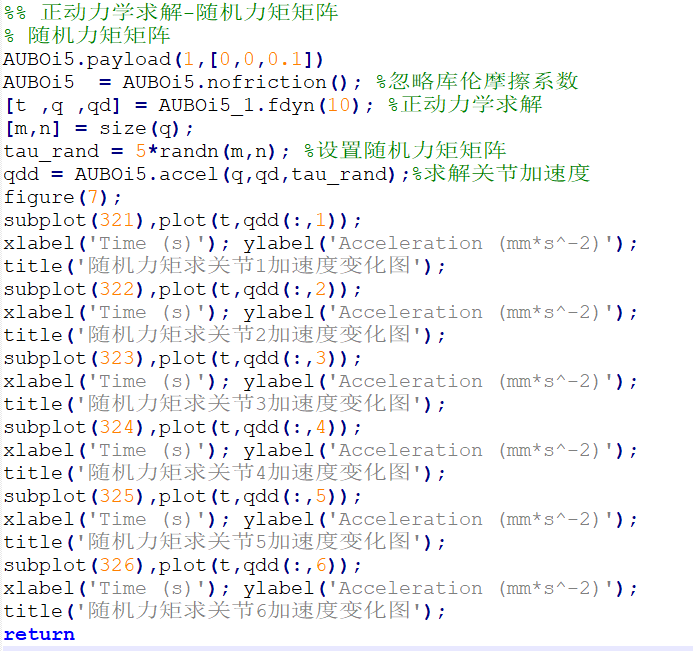 %% 正动力学求解-随机力矩矩阵
% 随机力矩矩阵
AUBOi5.payload(1,[0,0,0.1])
AUBOi5  = AUBOi5.nofriction(); %忽略库伦摩擦系数
[t ,q ,qd] = AUBOi5_1.fdyn(10); %正动力学求解
[m,n] = size(q);
tau_rand = 5*randn(m,n); %设置随机力矩矩阵
qdd = AUBOi5.accel(q,qd,tau_rand);%求解关节加速度
figure(7);
subplot(321),plot(t,qdd(:,1));
xlabel('Time (s)'); ylabel('Acceleration (mm*s^-2)');
title('随机力矩求关节1加速度变化图');
subplot(322),plot(t,qdd(:,2));
xlabel('Time (s)'); ylabel('Acceleration (mm*s^-2)');
title('随机力矩求关节2加速度变化图');
subplot(323),plot(t,qdd(:,3));
xlabel('Time (s)'); ylabel('Acceleration (mm*s^-2)');
title('随机力矩求关节3加速度变化图');
subplot(324),plot(t,qdd(:,4));
xlabel('Time (s)'); ylabel('Acceleration (mm*s^-2)');
title('随机力矩求关节4加速度变化图');
subplot(325),plot(t,qdd(:,5));
xlabel('Time (s)'); ylabel('Acceleration (mm*s^-2)');
title('随机力矩求关节5加速度变化图');
subplot(326),plot(t,qdd(:,6));
xlabel('Time (s)'); ylabel('Acceleration (mm*s^-2)');
title('随机力矩求关节6加速度变化图');
return